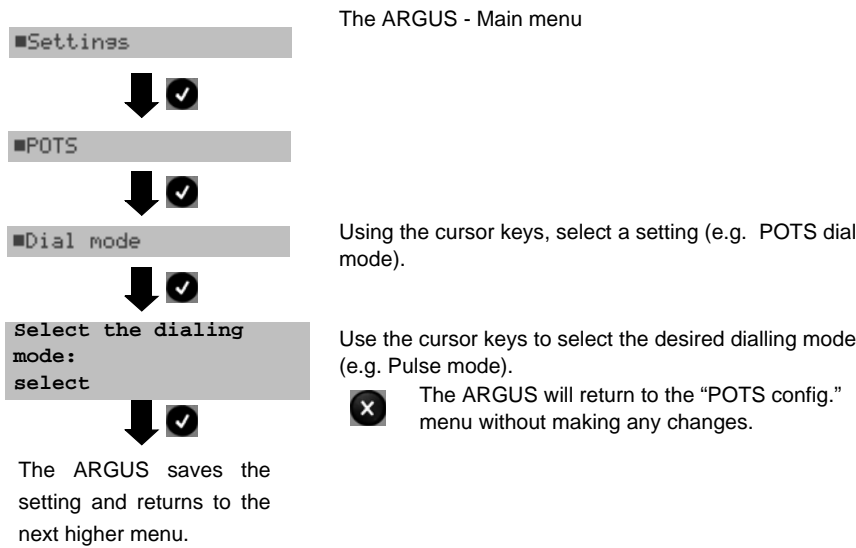 The ARGUS - Main menu
■Settings
■POTS
■Dial mode
Using the cursor keys, select a setting (e.g. POTS dial
mode).
Select the dialing
mode:
select
Use the cursor keys to select the desired dialling mode
(e.g. Pulse mode).
The ARGUS will return to the “POTS config.”
menu without making any changes.
The ARGUS saves the
setting and returns to the
next higher menu.